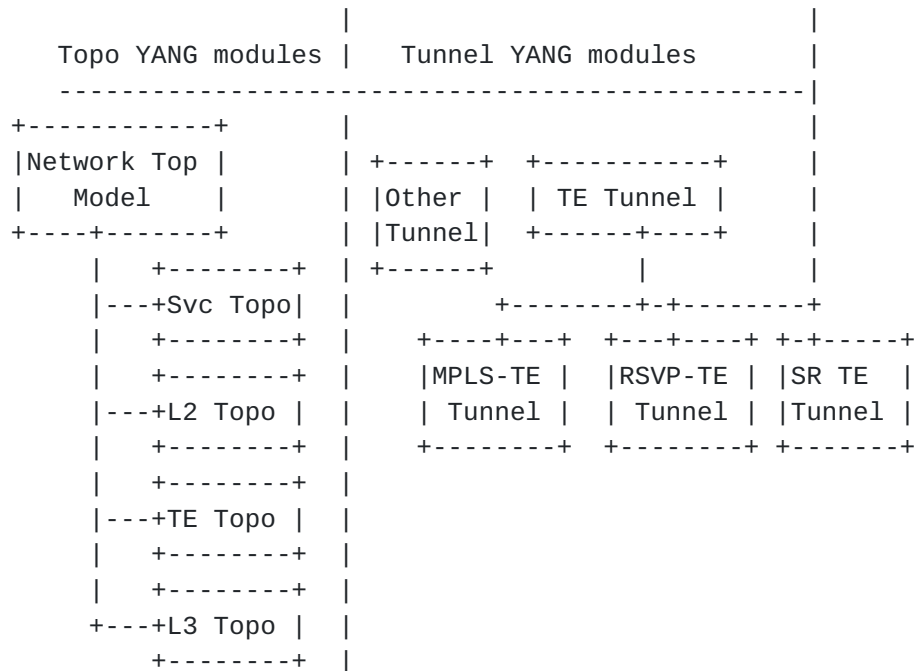 Topo YANG modules | Tunnel YANG modules |
Network Top
Model
Other
Tunnel
TE Tunnel
Svc Topo
L2 Topo
TE Topo
L3 Topo
MPLS-TE
Tunnel
RSVP-TE
Tunnel
SR TE
Tunnel